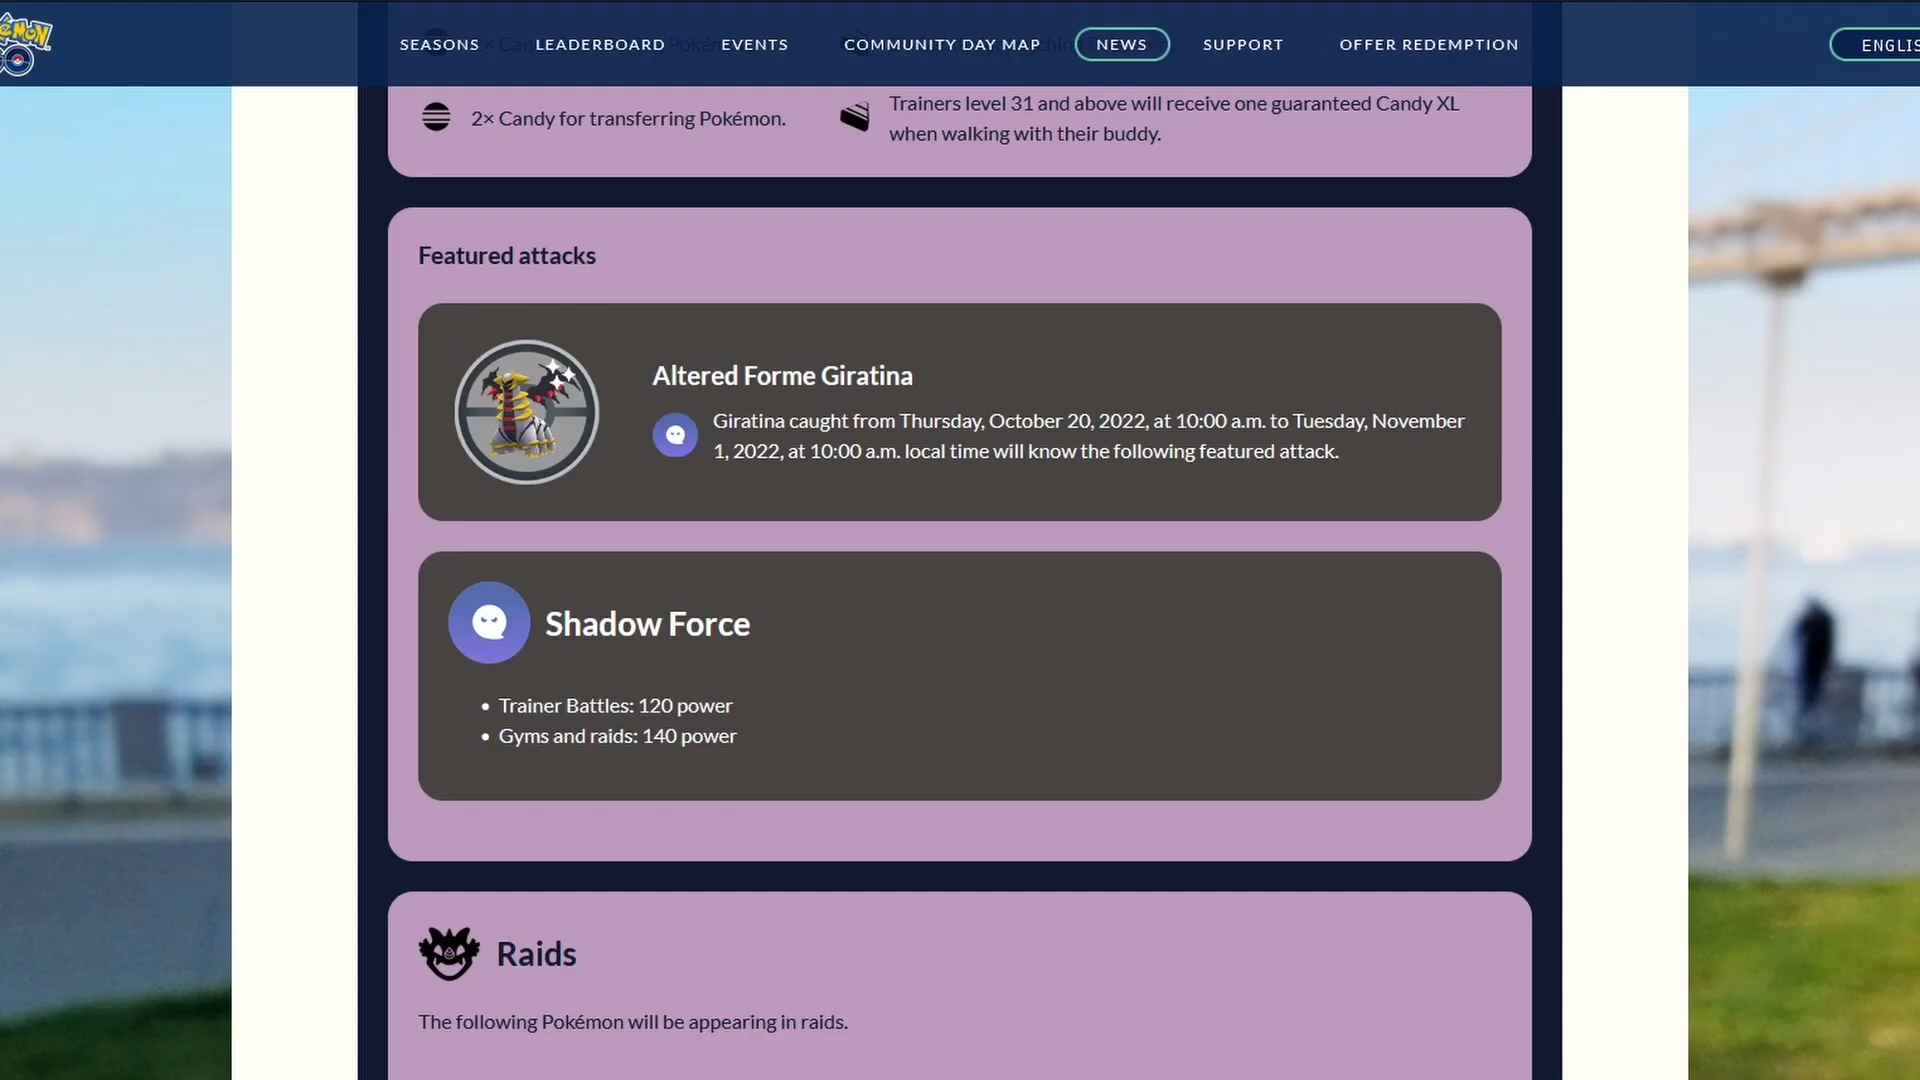 SEASONS
LEADERBOARD
EVENTS
COMMUNITY DAY MAP
NEWS
SUPPORT
OFFER REDEMPTION
2× Candy for transferring Pokémon.
Trainers level 31 and above will receive one guaranteed Candy XL
when walking with their buddy.
Featured attacks
Altered Forme Giratina
Giratina caught from Thursday, October 20, 2022, at 10:00 a.m. to Tuesday, November
1, 2022, at 10:00 a.m. local time will know the following featured attack.
Shadow Force
• Trainer Battles: 120 power
• Gyms and raids: 140 power
Raids
The following Pokémon will be appearing in raids.